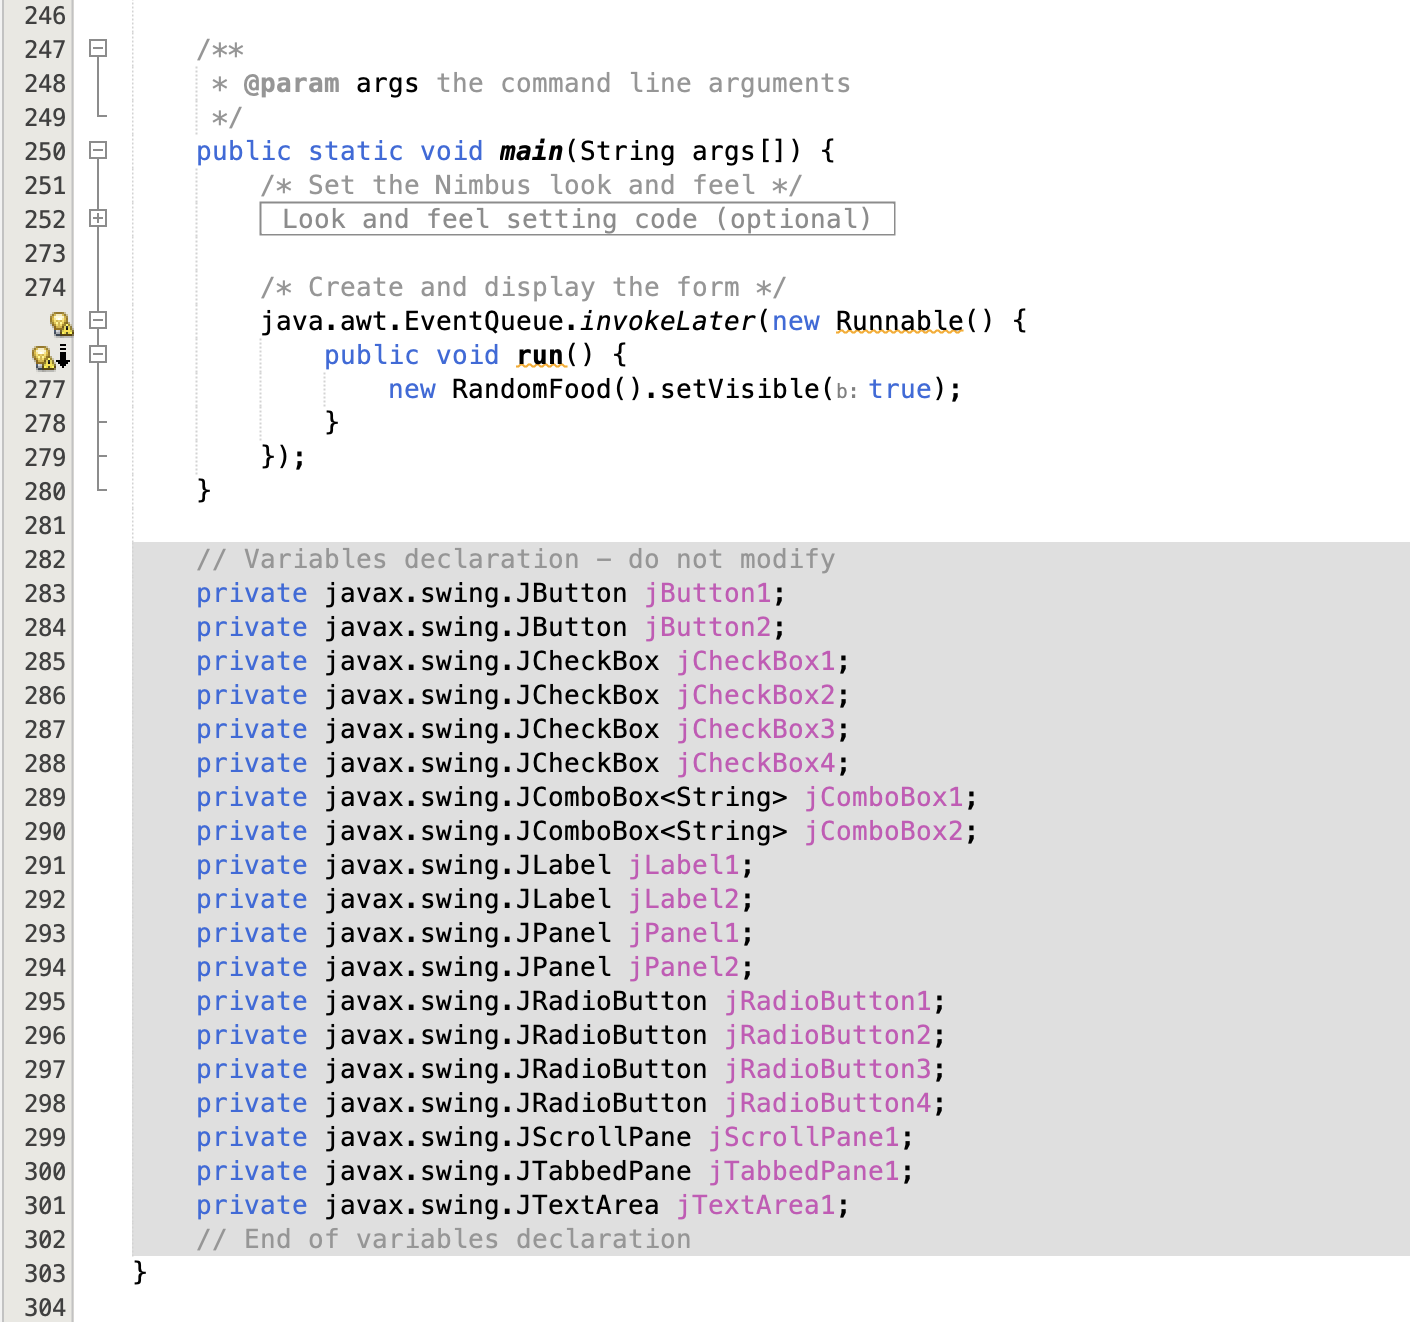 246
247 /**
248 * @param args the command line arguments
249 */
250 public static void main(String args[]) {
251 /* Set the Nimbus look and feel */
252 Look and feel setting code (optional)
273
274 /* Create and display the form */
java.awt.EventQueue.invokeLater(new Runnable() {
public void run() {
277 new RandomFood().setVisible(b: true);
278 }
279 });
280 }
281
282 // Variables declaration - do not modify
283 private javax.swing.JButton jButton1;
284 private javax.swing.JButton jButton2;
285 private javax.swing.JCheckBox jCheckBox1;
286 private javax.swing.JCheckBox jCheckBox2;
287 private javax.swing.JCheckBox jCheckBox3;
288 private javax.swing.JCheckBox jCheckBox4;
289 private javax.swing.JComboBox<String> jComboBox1;
290 private javax.swing.JComboBox<String> jComboBox2;
291 private javax.swing.JLabel jLabel1;
292 private javax.swing.JLabel jLabel2;
293 private javax.swing.JPanel jPanel1;
294 private javax.swing.JPanel jPanel2;
295 private javax.swing.JRadioButton jRadioButton1;
296 private javax.swing.JRadioButton jRadioButton2;
297 private javax.swing.JRadioButton jRadioButton3;
298 private javax.swing.JRadioButton jRadioButton4;
299 private javax.swing.JScrollPane jScrollPane1;
300 private javax.swing.JTabbedPane jTabbedPane1;
301 private javax.swing.JTextArea jTextArea1;
302 // End of variables declaration
303 }
304